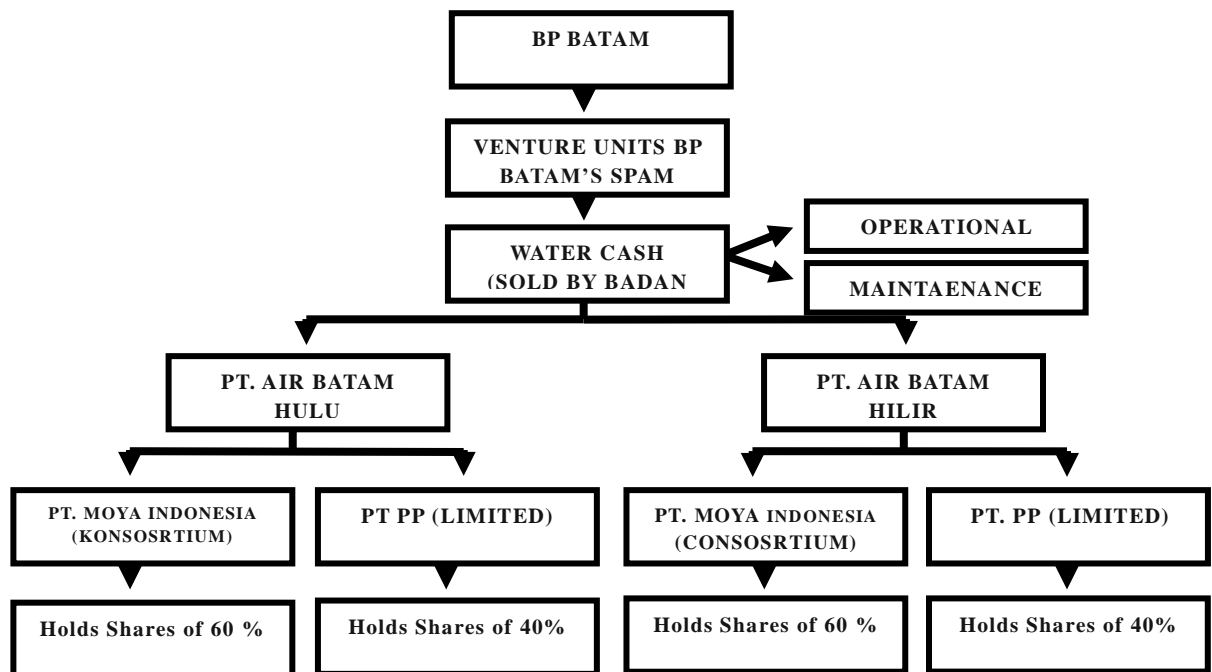 BP BATAM
VENTURE UNITS BP
BATAM'S SPAM
WATER CASH
(SOLD BY BADAN
OPERATIONAL
MAINTAENANCE
PT. AIR BATAM
HULU
PT. AIR BATAM
HILIR
PT. MOYA INDONESIA
(KONSOSRTIUM)
PT PP (LIMITED)
PT. MOYA INDONESIA
(CONSOSRTIUM)
PT. PP (LIMITED)
Holds Shares of 60 %
Holds Shares of 40%
Holds Shares of 60 %
Holds Shares of 40%